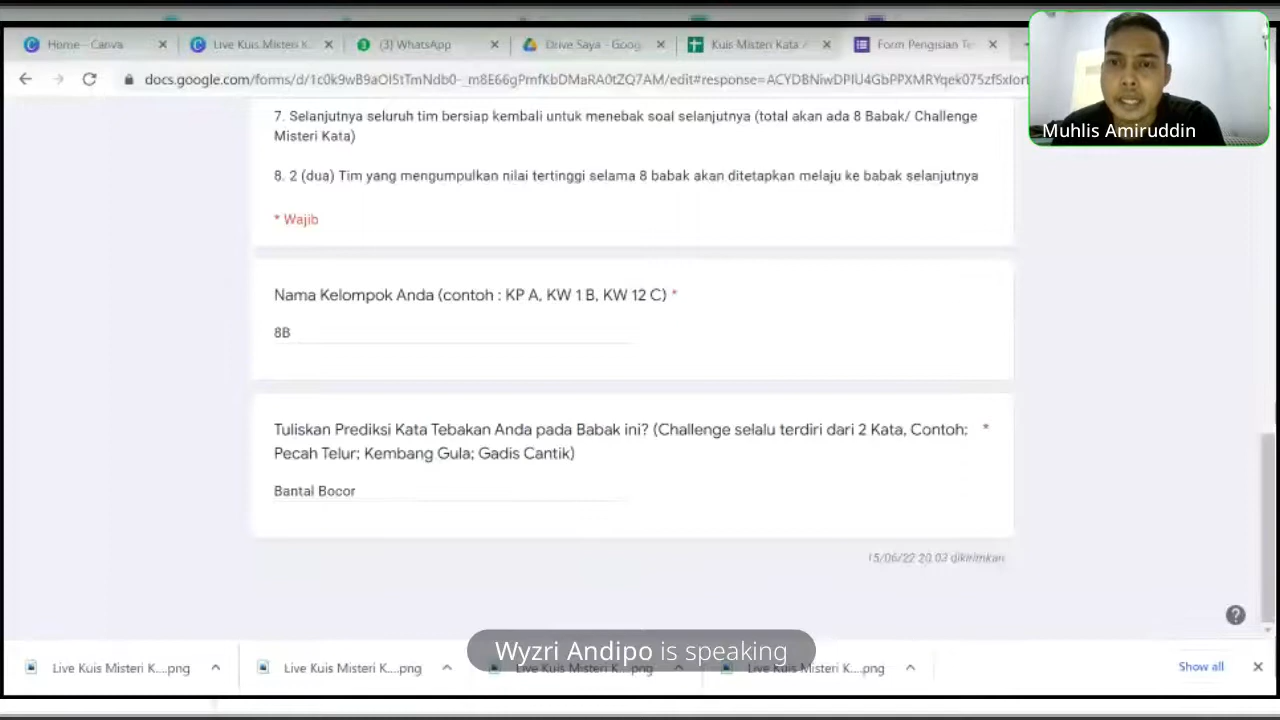 Home - Canva
Live Kuis Misteri K...
(3) WhatsApp
Drive Saya - Goog
Kuis Misteri Kata
Form Pengisian Te
docs.google.com/forms/d/
Muhlis Amiruddin
7. Selanjutnya seluruh tim bersiap kembali untuk menebak soal selanjutnya (total akan ada 8 Babak/ Challenge
Misteri Kata)
8. 2 (dua) Tim yang mengumpulkan nilai tertinggi selama 8 babak akan ditetapkan melaju ke babak selanjutnya
* Wajib
Nama Kelompok Anda (contoh : KP A, KW 1 B, KW 12 C) *
8B
Tuliskan Prediksi Kata Tebakan Anda pada Babak ini? (Challenge selalu terdiri dari 2 Kata, Contoh: *
Pecah Telur; Kembang Gula; Gadis Cantik)
Bantal Bocor
15/06/22 20.03 dikirimkan
Wyzri Andipo is speaking
Live Kuis Misteri K....png
Live Kuis Misteri K....png
Live Kuis Misteri K....png
Show all